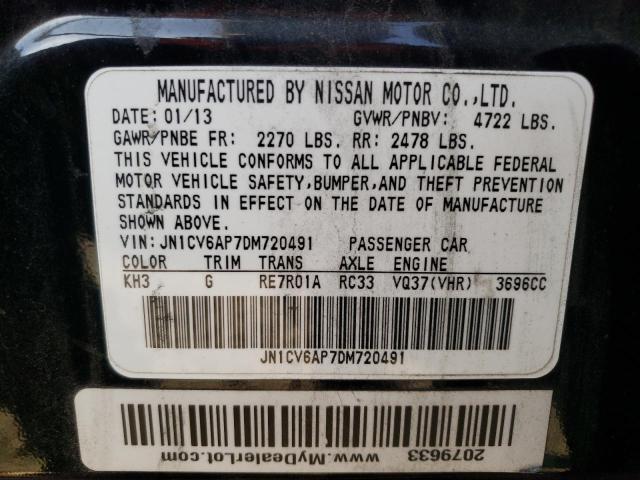 MANUFACTURED BY NISSAN MOTOR CO.,LTD.
DATE: 01/13 GVWR/PNBV: 4722 LBS.
GAWR/PNBE FR: 2270 LBS. RR: 2478 LBS.
THIS VEHICLE CONFORMS TO ALL APPLICABLE FEDERAL
MOTOR VEHICLE SAFETY,BUMPER,AND THEFT PREVENTION
STANDARDS IN EFFECT ON THE DATE OF MANUFACTURE
SHOWN ABOVE.
VIN:JN1CV6AP7DM720491 PASSENGER CAR
COLOR TRIM TRANS AXLE ENGINE
KH3 G RE7R01A RC33 VQ37(VHR) 3696CC
JN1CV6AP7DM720491
2079633
www.MyDealerLot.com